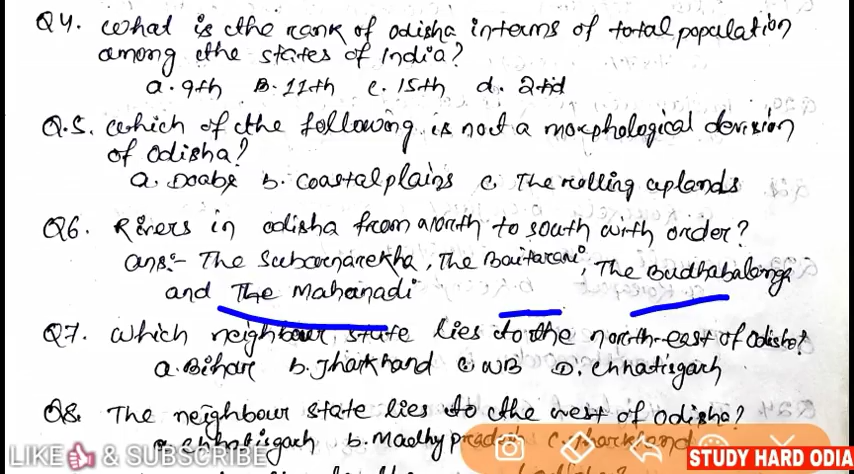 Q4. What is the rank of odisha interms of total population
among the states of India?
a. 9th B. 11th c. 15th d. 2nd
Q.5. Which of the following is not a morphological devision
of odisha?
a. Doabs b. coastal plains c. The rolling uplands
Q6. Rivers in odisha from north to south with order?
ans:- The Subarnarekha, The Baitarani, The Budhabalanga
and The Mahanadi
Q7. Which neighbour state lies to the north-east of Odisha?
a. Bihar b. Jharkhand c. WB D. Chhatisgarh
Q8. The neighbour state lies to the west of odisha?
a. chhatisgarh b. Madhy pradesh c. Jharkhand
LIKE & SUBSCRIBE
STUDY HARD ODIA